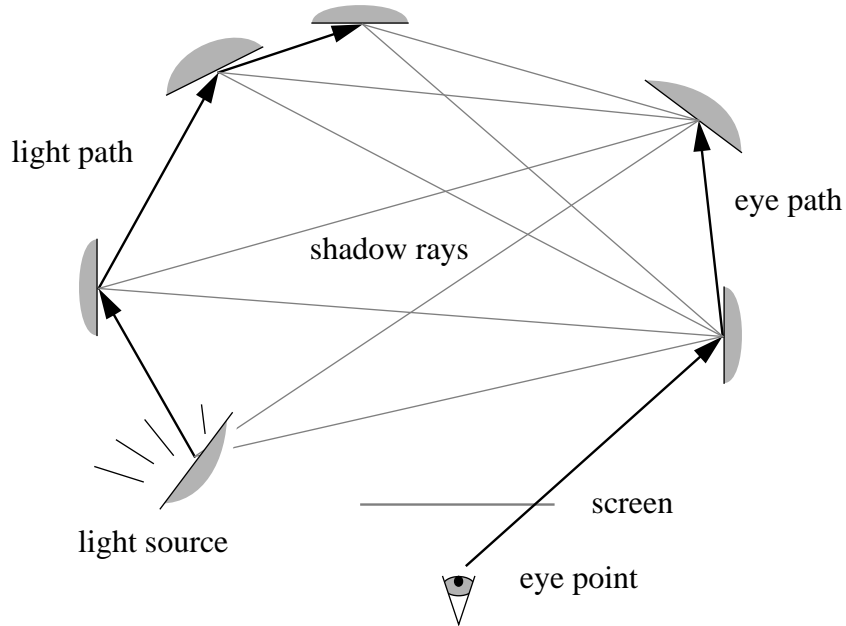 light path
eye path
shadow rays
screen
light source
eye point